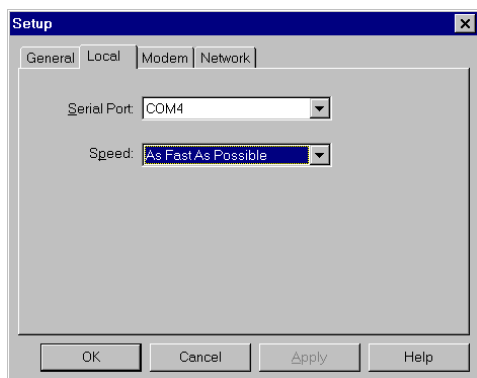 Setup
General Local Modem Network
Serial Port: COM4
Speed: As Fast As Possible
OK Cancel Apply Help